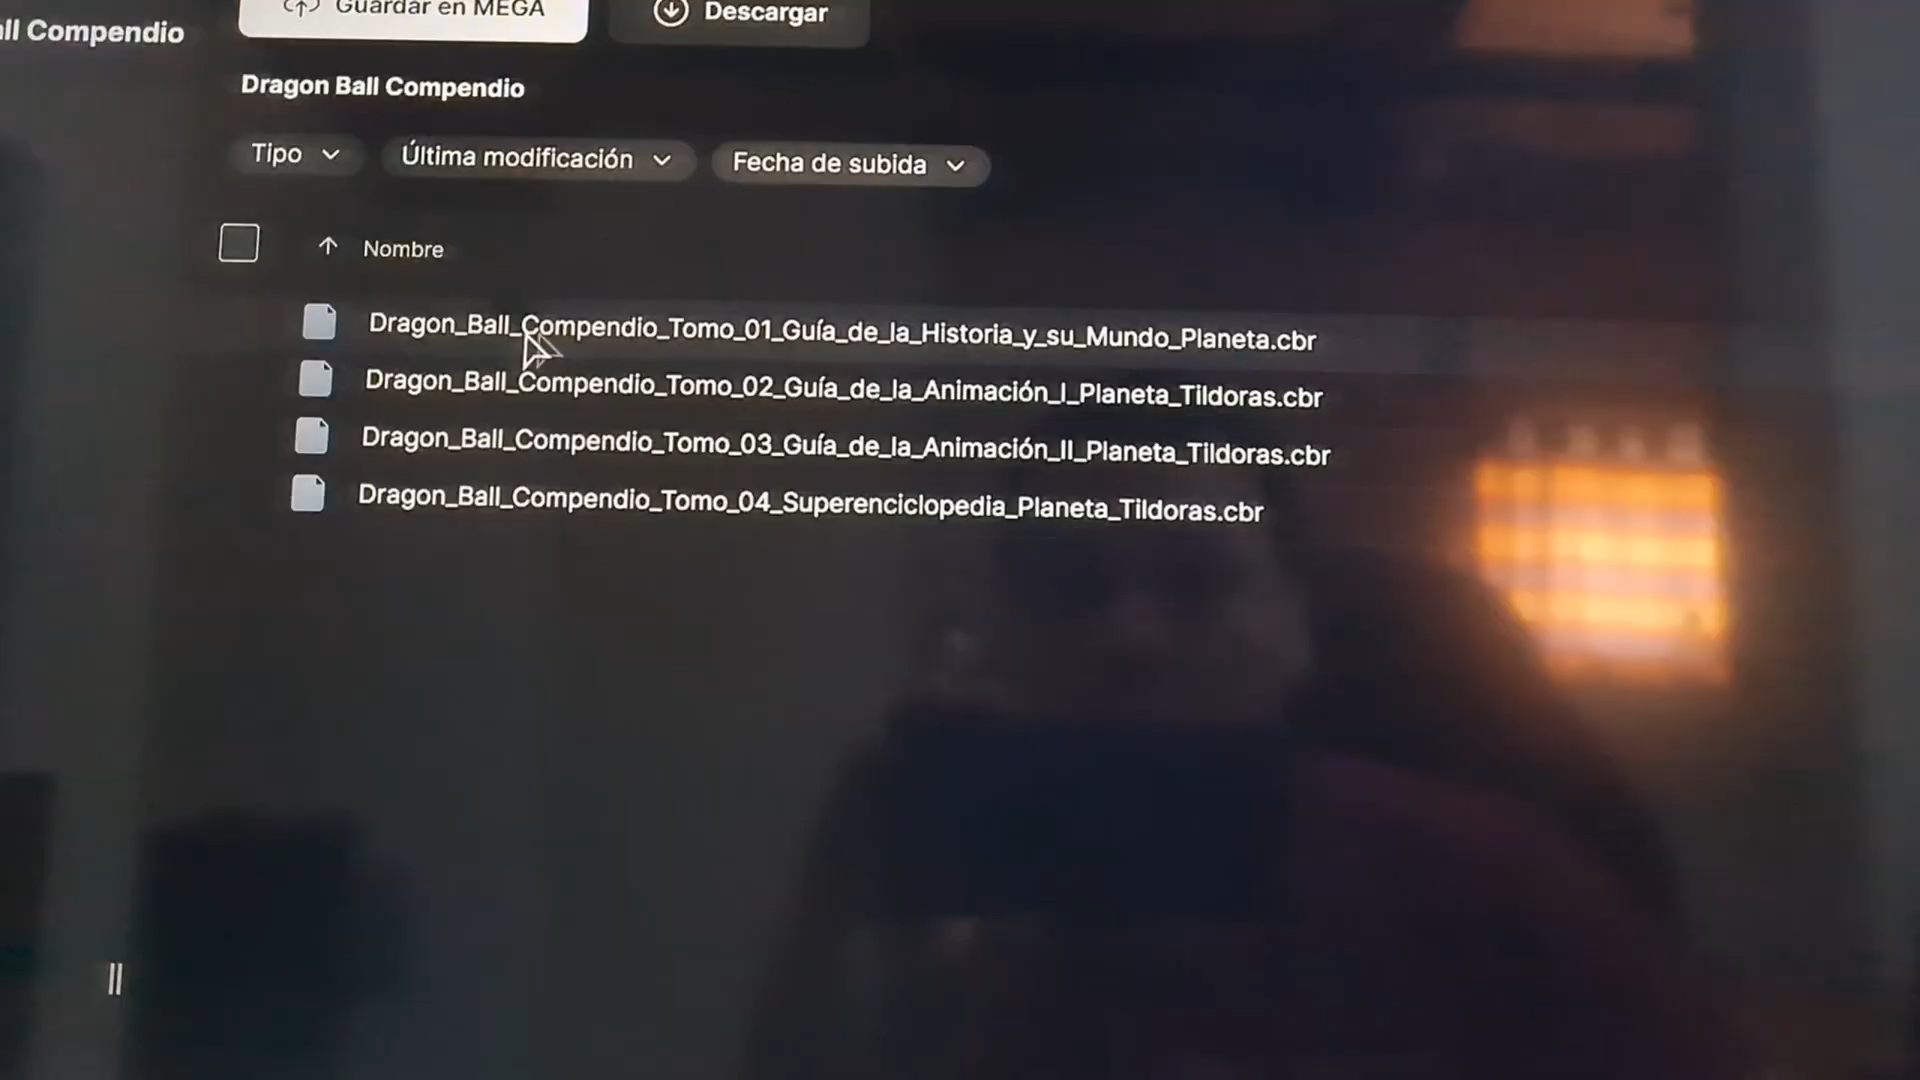 ll Compendio
Guardar en MEGA
Descargar
Dragon Ball Compendio
Tipo
Última modificación
Fecha de subida
Nombre
Dragon_Ball_Compendio_Tomo_01_Guía_de_la_Historia_y_su_Mundo_Planeta.cbr
Dragon_Ball_Compendio_Tomo_02_Guía_de_la_Animación_I_Planeta_Tildoras.cbr
Dragon_Ball_Compendio_Tomo_03_Guía_de_la_Animación_II_Planeta_Tildoras.cbr
Dragon_Ball_Compendio_Tomo_04_Superenciclopedia_Planeta_Tildoras.cbr